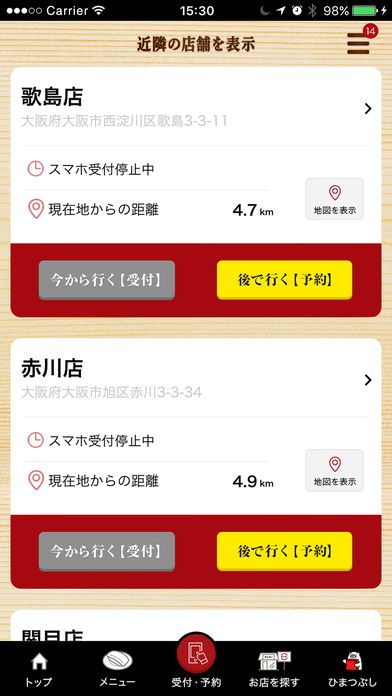 Carrier 15:30 98%
近隣の店舗を表示
14
歌島店
大阪府大阪市西淀川区歌島3-3-11
スマホ受付停止中
現在地からの距離 4.7 km
地図を表示
今から行く【受付】 後で行く【予約】
赤川店
大阪府大阪市旭区赤川3-3-34
スマホ受付停止中
現在地からの距離 4.9 km
地図を表示
今から行く【受付】 後で行く【予約】
関目店
トップ メニュー 受付・予約 お店を探す ひまつぶし